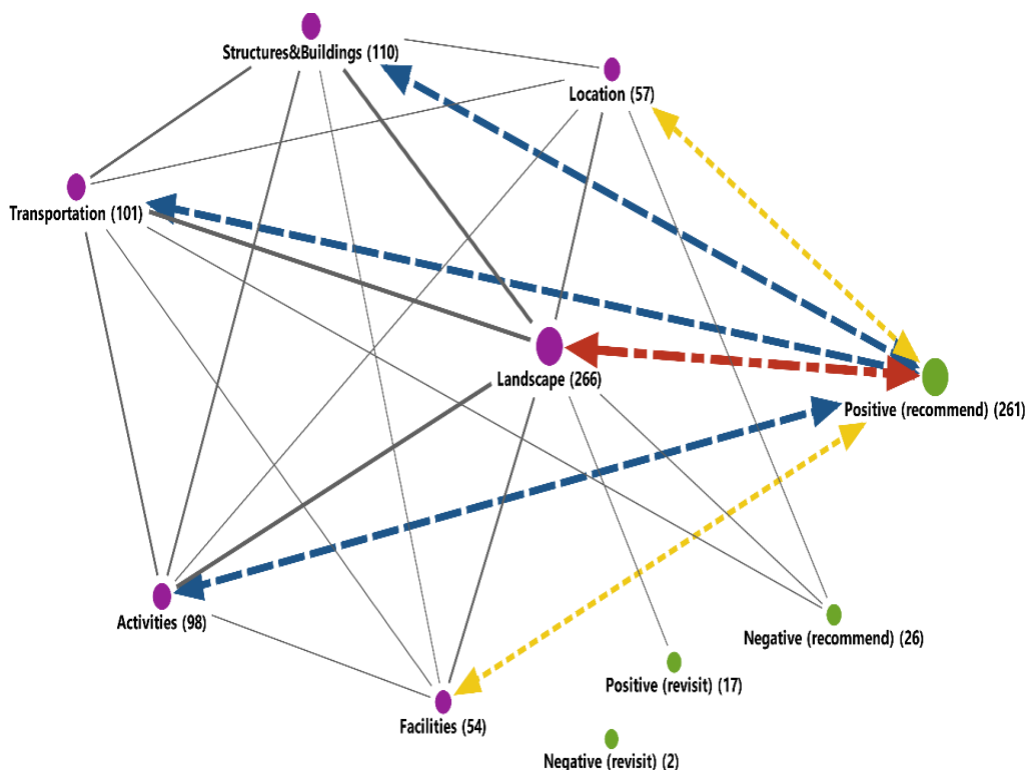 Structures&Buildings (110)
Location (57)
Transportation (101)
Landscape (266)
Positive (recommend) (261)
Activities (98)
Negative (recommend) (26)
Positive (revisit) (17)
Facilities (54)
Negative (revisit) (2)